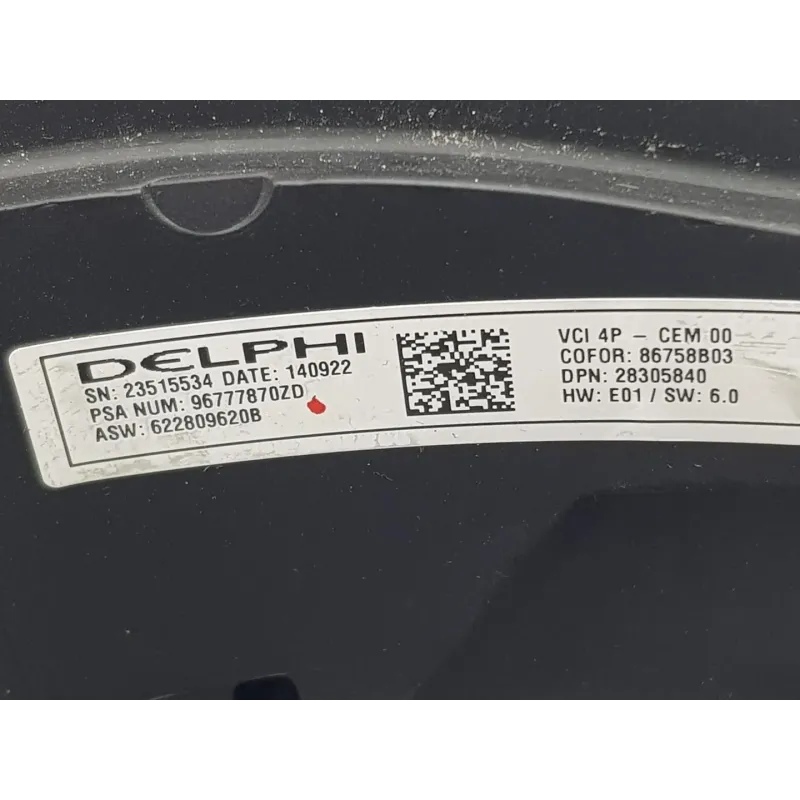 DELPHI
SN: 23515534 DATE: 140922
PSA NUM: 96777870ZD
ASW: 622809620B
VCI 4P - CEM 00
COFOR: 86758B03
DPN: 28305840
HW: E01 / SW: 6.0